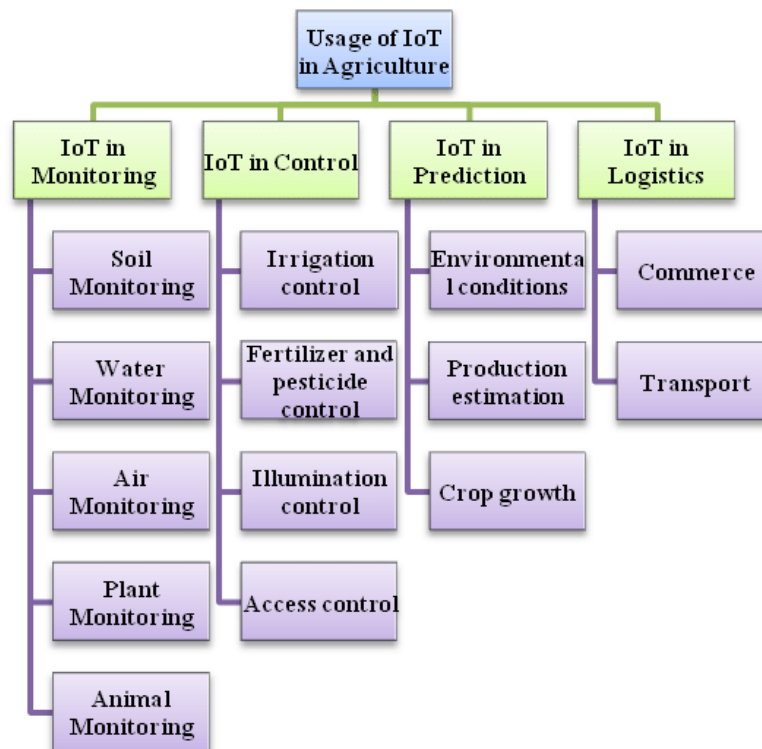 Usage of IoT
in Agriculture
IoT in
Monitoring
Soil
Monitoring
Water
Monitoring
Air
Monitoring
Plant
Monitoring
Animal
Monitoring
IoT in Control
Irrigation
control
Fertilizer and
pesticide
control
Illumination
control
Access control
IoT in
Prediction
Environmenta
l conditions
Production
estimation
Crop growth
IoT in
Logistics
Commerce
Transport